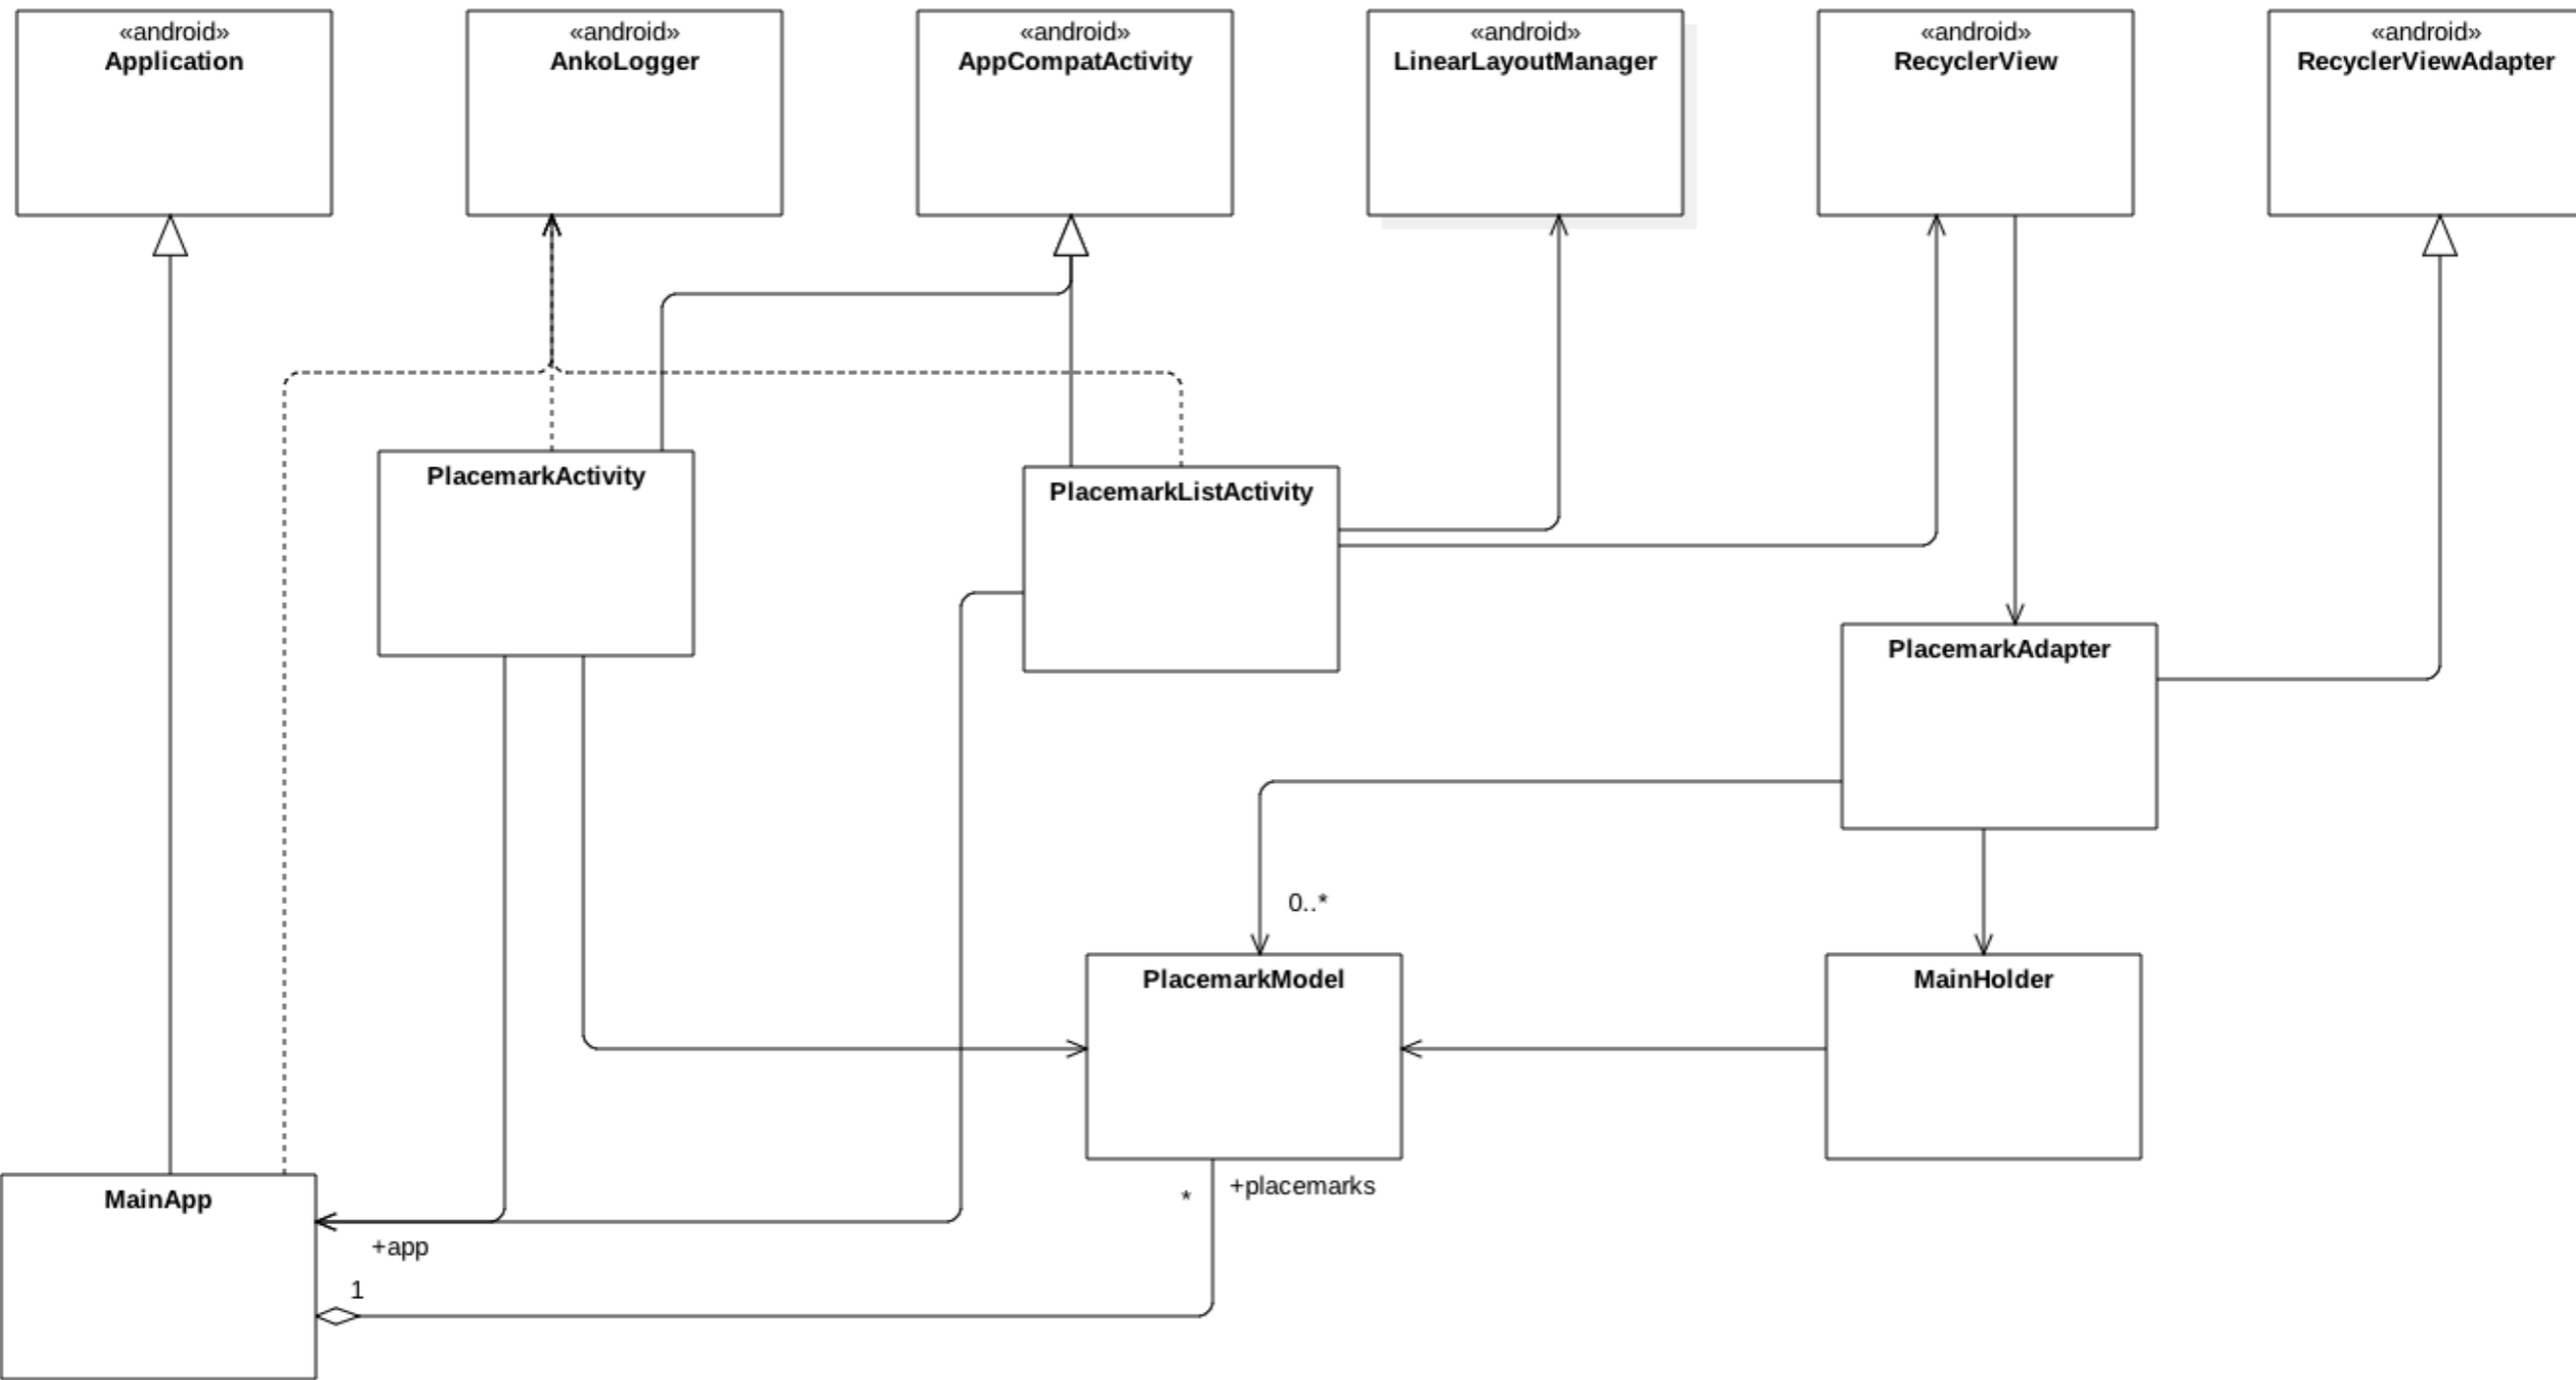 «android»
Application
«android»
AnkoLogger
«android»
AppCompatActivity
«android»
LinearLayoutManager
«android»
RecyclerView
«android»
RecyclerViewAdapter
PlacemarkActivity
PlacemarkListActivity
PlacemarkAdapter
0..*
PlacemarkModel
MainHolder
*
+placemarks
MainApp
+app
1